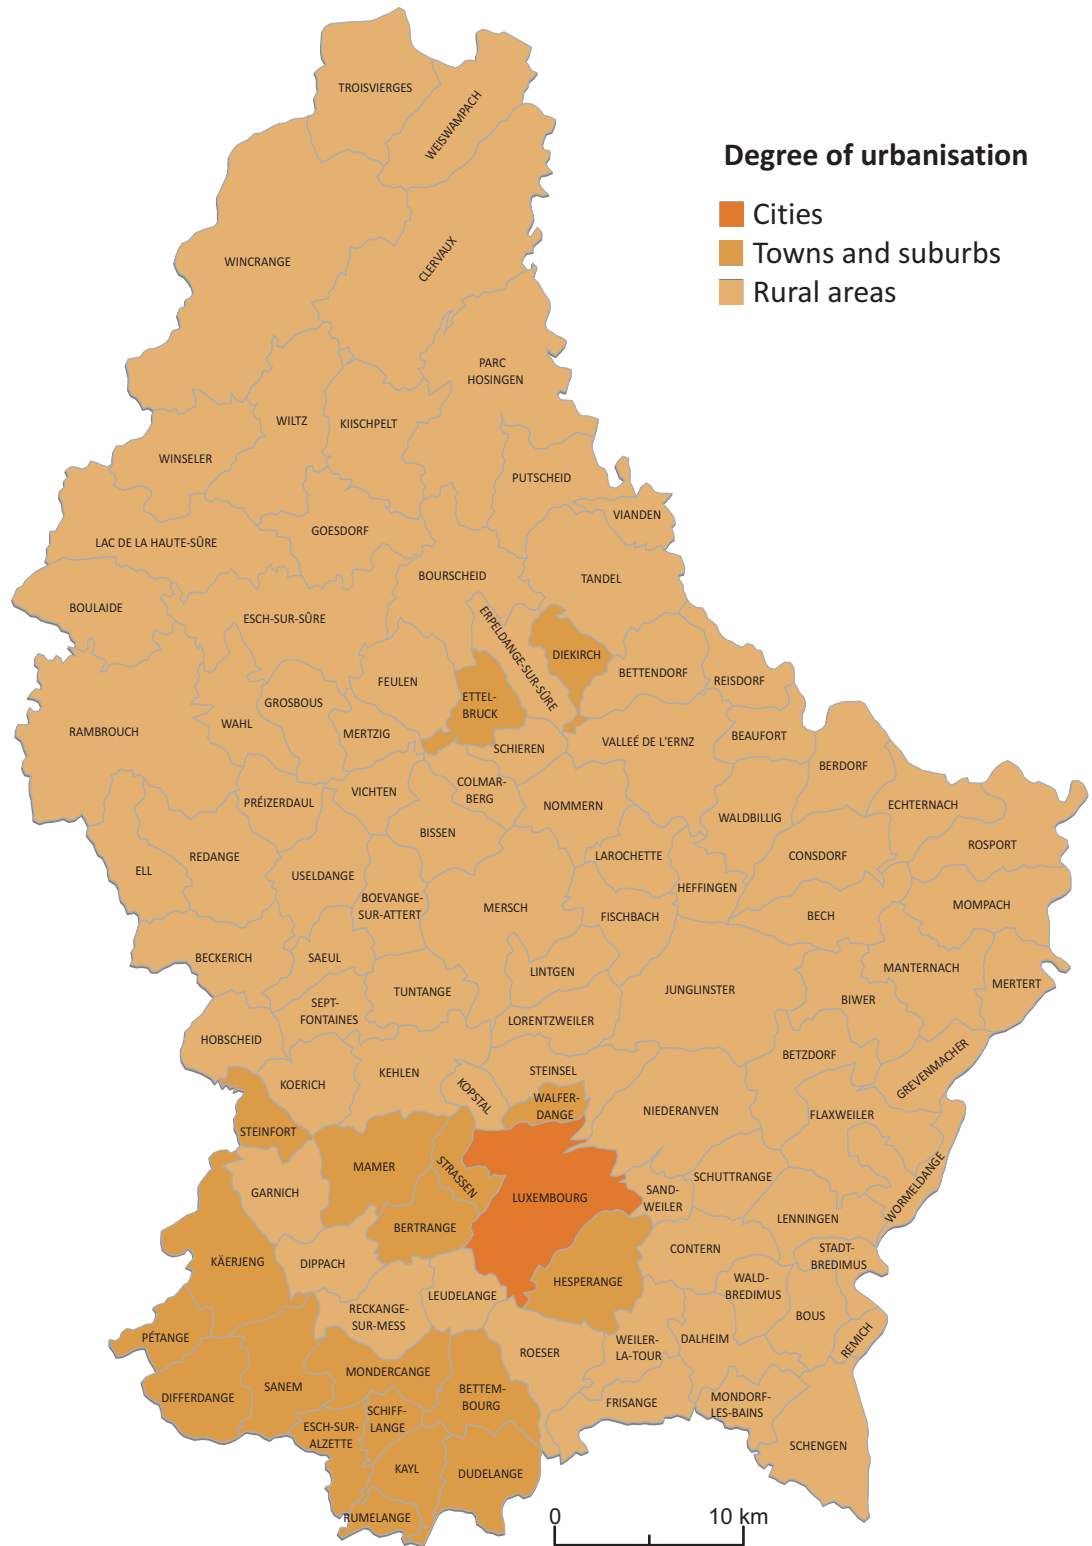 TROISVIERGES
WEISWAMPACH
Degree of urbanisation
Cities
Towns and suburbs
Rural areas
WINCRANGE
CLERVAUX
PARC
HOSINGEN
WILTZ
KIISCHPELT
WINSELER
PUTSCHEID
VIANDEN
GOESDORF
LAC DE LA HAUTE-SÛRE
BOURSCHEID
TANDEL
BOULAIDE
ESCH-SUR-SÛRE
ERPELDANGE-SUR-SÛRE
DIEKIRCH
BETTENDORF
REISDORF
FEULEN
ETTEL-
BRUCK
GROSBOUS
WAHL
RAMBROUCH
MERTZIG
SCHIEREN
VALLEÉ DE L'ERNZ
BEAUFORT
BERDORF
COLMAR-
BERG
VICHTEN
PRÉIZERDAUL
NOMMERN
ECHTERNACH
WALDBILLIG
BISSEN
ROSPORT
REDANGE
LAROCHETTE
CONSDORF
ELL
USELDANGE
HEFFINGEN
BOEVANGE-
SUR-ATTERT
MERSCH
FISCHBACH
BECH
MOMPACH
BECKERICH
SAEUL
LINTGEN
MANTERNACH
MERTERT
TUNTANGE
JUNGLINSTER
BIWER
SEPT-
FONTAINES
LORENTZWEILER
HOBSCHEID
BETZDORF
GREVENMACHER
KOERICH
KEHLEN
KOPSTAL
STEINSEL
WALFER-
DANGE
NIEDERANVEN
FLAXWEILER
STEINFORT
MAMER
STRASSEN
SCHUTTRANGE
WORMELDANGE
GARNICH
LUXEMBOURG
SAND-
WEILER
BERTRANGE
LENNINGEN
CONTERN
STADT-
BREDIMUS
KÄERJENG
DIPPACH
HESPERANGE
WALD-
BREDIMUS
LEUDELANGE
RECKANGE-
SUR-MESS
BOUS
REMICH
PÉTANGE
WEILER-
LA-TOUR
DALHEIM
ROESER
MONDERCANGE
SANEM
DIFFERDANGE
BETTEM-
BOURG
FRISANGE
MONDORF-
LES-BAINS
SCHIFF-
LANGE
ESCH-SUR-
ALZETTE
SCHENGEN
KAYL
DUDELANGE
RUMELANGE
0 10 km